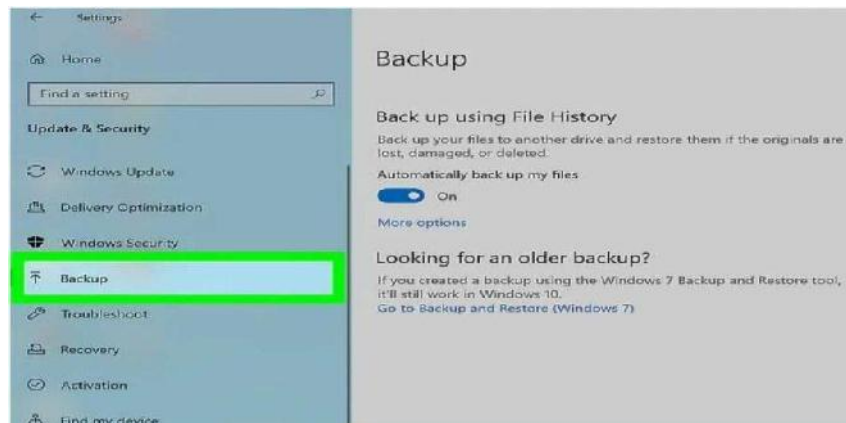 Settings
Home
Find a setting
Update & Security
Windows Update
Delivery Optimization
Windows Security
Backup
Troubleshoot
Recovery
Activation
Find my device
Backup
Back up using File History
Back up your files to another drive and restore them if the originals are
lost, damaged, or deleted.
Automatically back up my files
On
More options
Looking for an older backup?
If you created a backup using the Windows 7 Backup and Restore tool,
it'll still work in Windows 10.
Go to Backup and Restore (Windows 7)